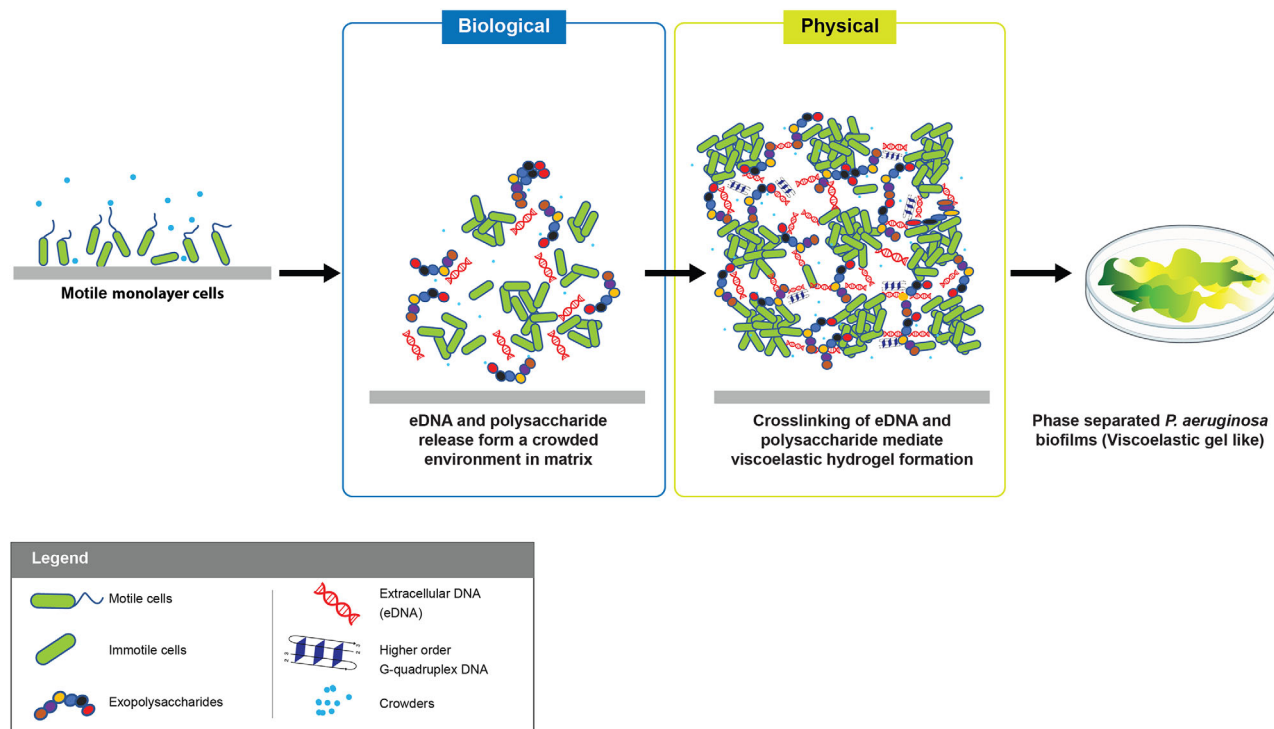 Biological
Physical
Motile monolayer cells
eDNA and polysaccharide
release form a crowded
environment in matrix
Crosslinking of eDNA and
polysaccharide mediate
viscoelastic hydrogel formation
Phase separated P. aeruginosa
biofilms (Viscoelastic gel like)
Legend
Motile cells
Immotile cells
Exopolysaccharides
Extracellular DNA
(eDNA)
Higher order
G-quadruplex DNA
Crowders